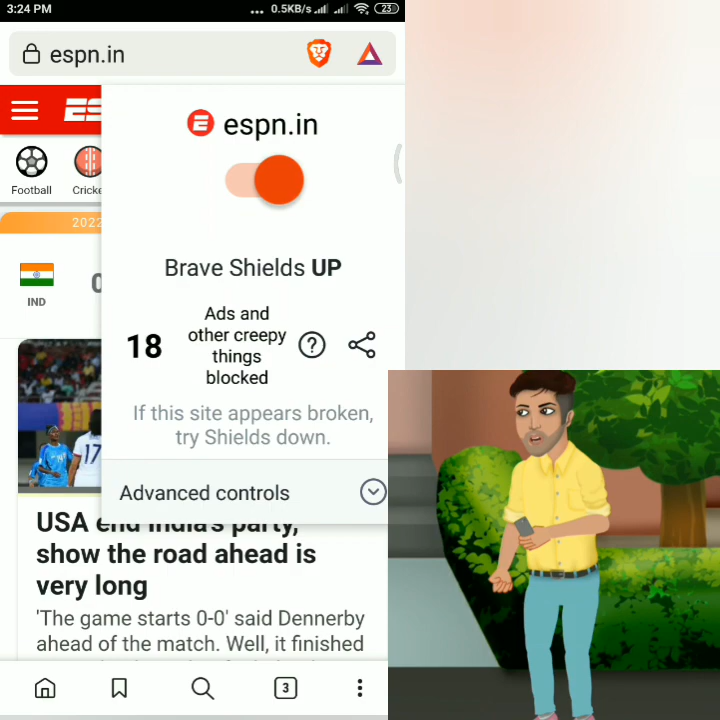 3:24 PM
... 0.5KB/s 23
espn.in
espn.in
Football
2022
IND
Brave Shields UP
18
Ads and
other creepy
things
blocked
If this site appears broken,
try Shields down.
Advanced controls
17
USA end India's party,
show the road ahead is
very long
'The game starts 0-0' said Dennerby
ahead of the match. Well, it finished
3